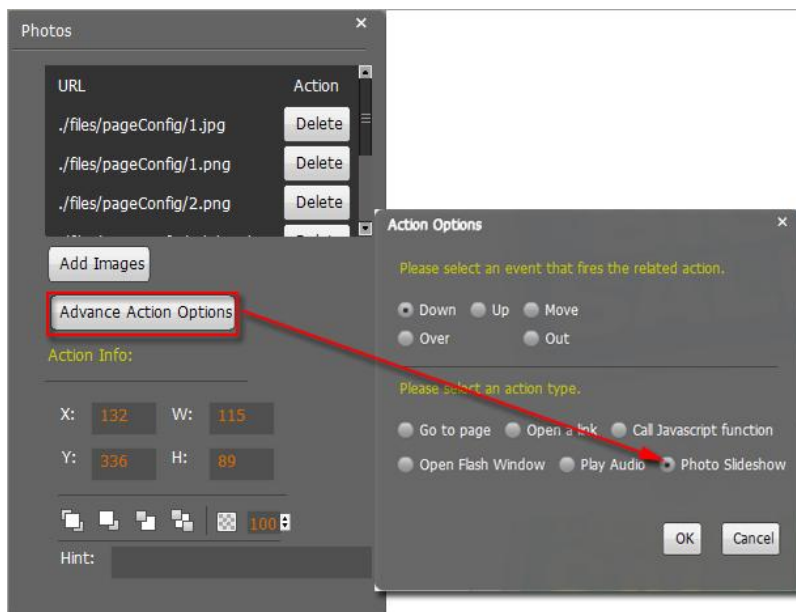 Photos
URL Action
./files/pageConfig/1.jpg Delete
./files/pageConfig/1.png Delete
./files/pageConfig/2.png Delete
Add Images
Advance Action Options
Action Info:
X: 132 W: 115
Y: 336 H: 89
100
Hint:
Action Options
Please select an event that fires the related action.
Down Up Move
Over Out
Please select an action type.
Go to page Open a link Call Javascript function
Open Flash Window Play Audio Photo Slideshow
OK Cancel